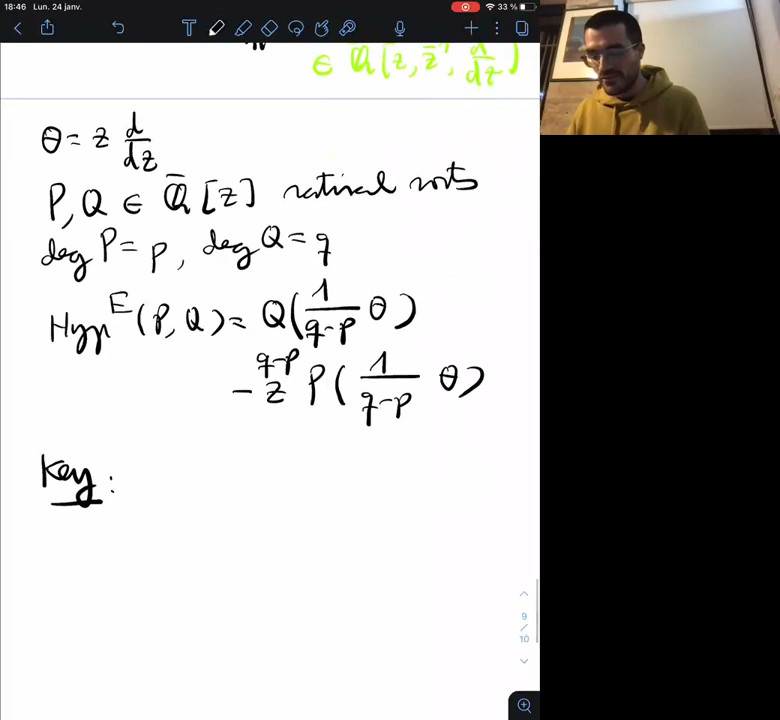 18:46 Lun. 24 janv.
33 %
∈ Q̄[z, z⁻¹, d/dz]
θ = z d/dz
P, Q ∈ Q̄[z] rational roots
deg P = p, deg Q = q
Hyp^E(P, Q) = Q(1/(q-p) θ)
- z^(q-p) P(1/(q-p) θ)
Key:
9
/
10